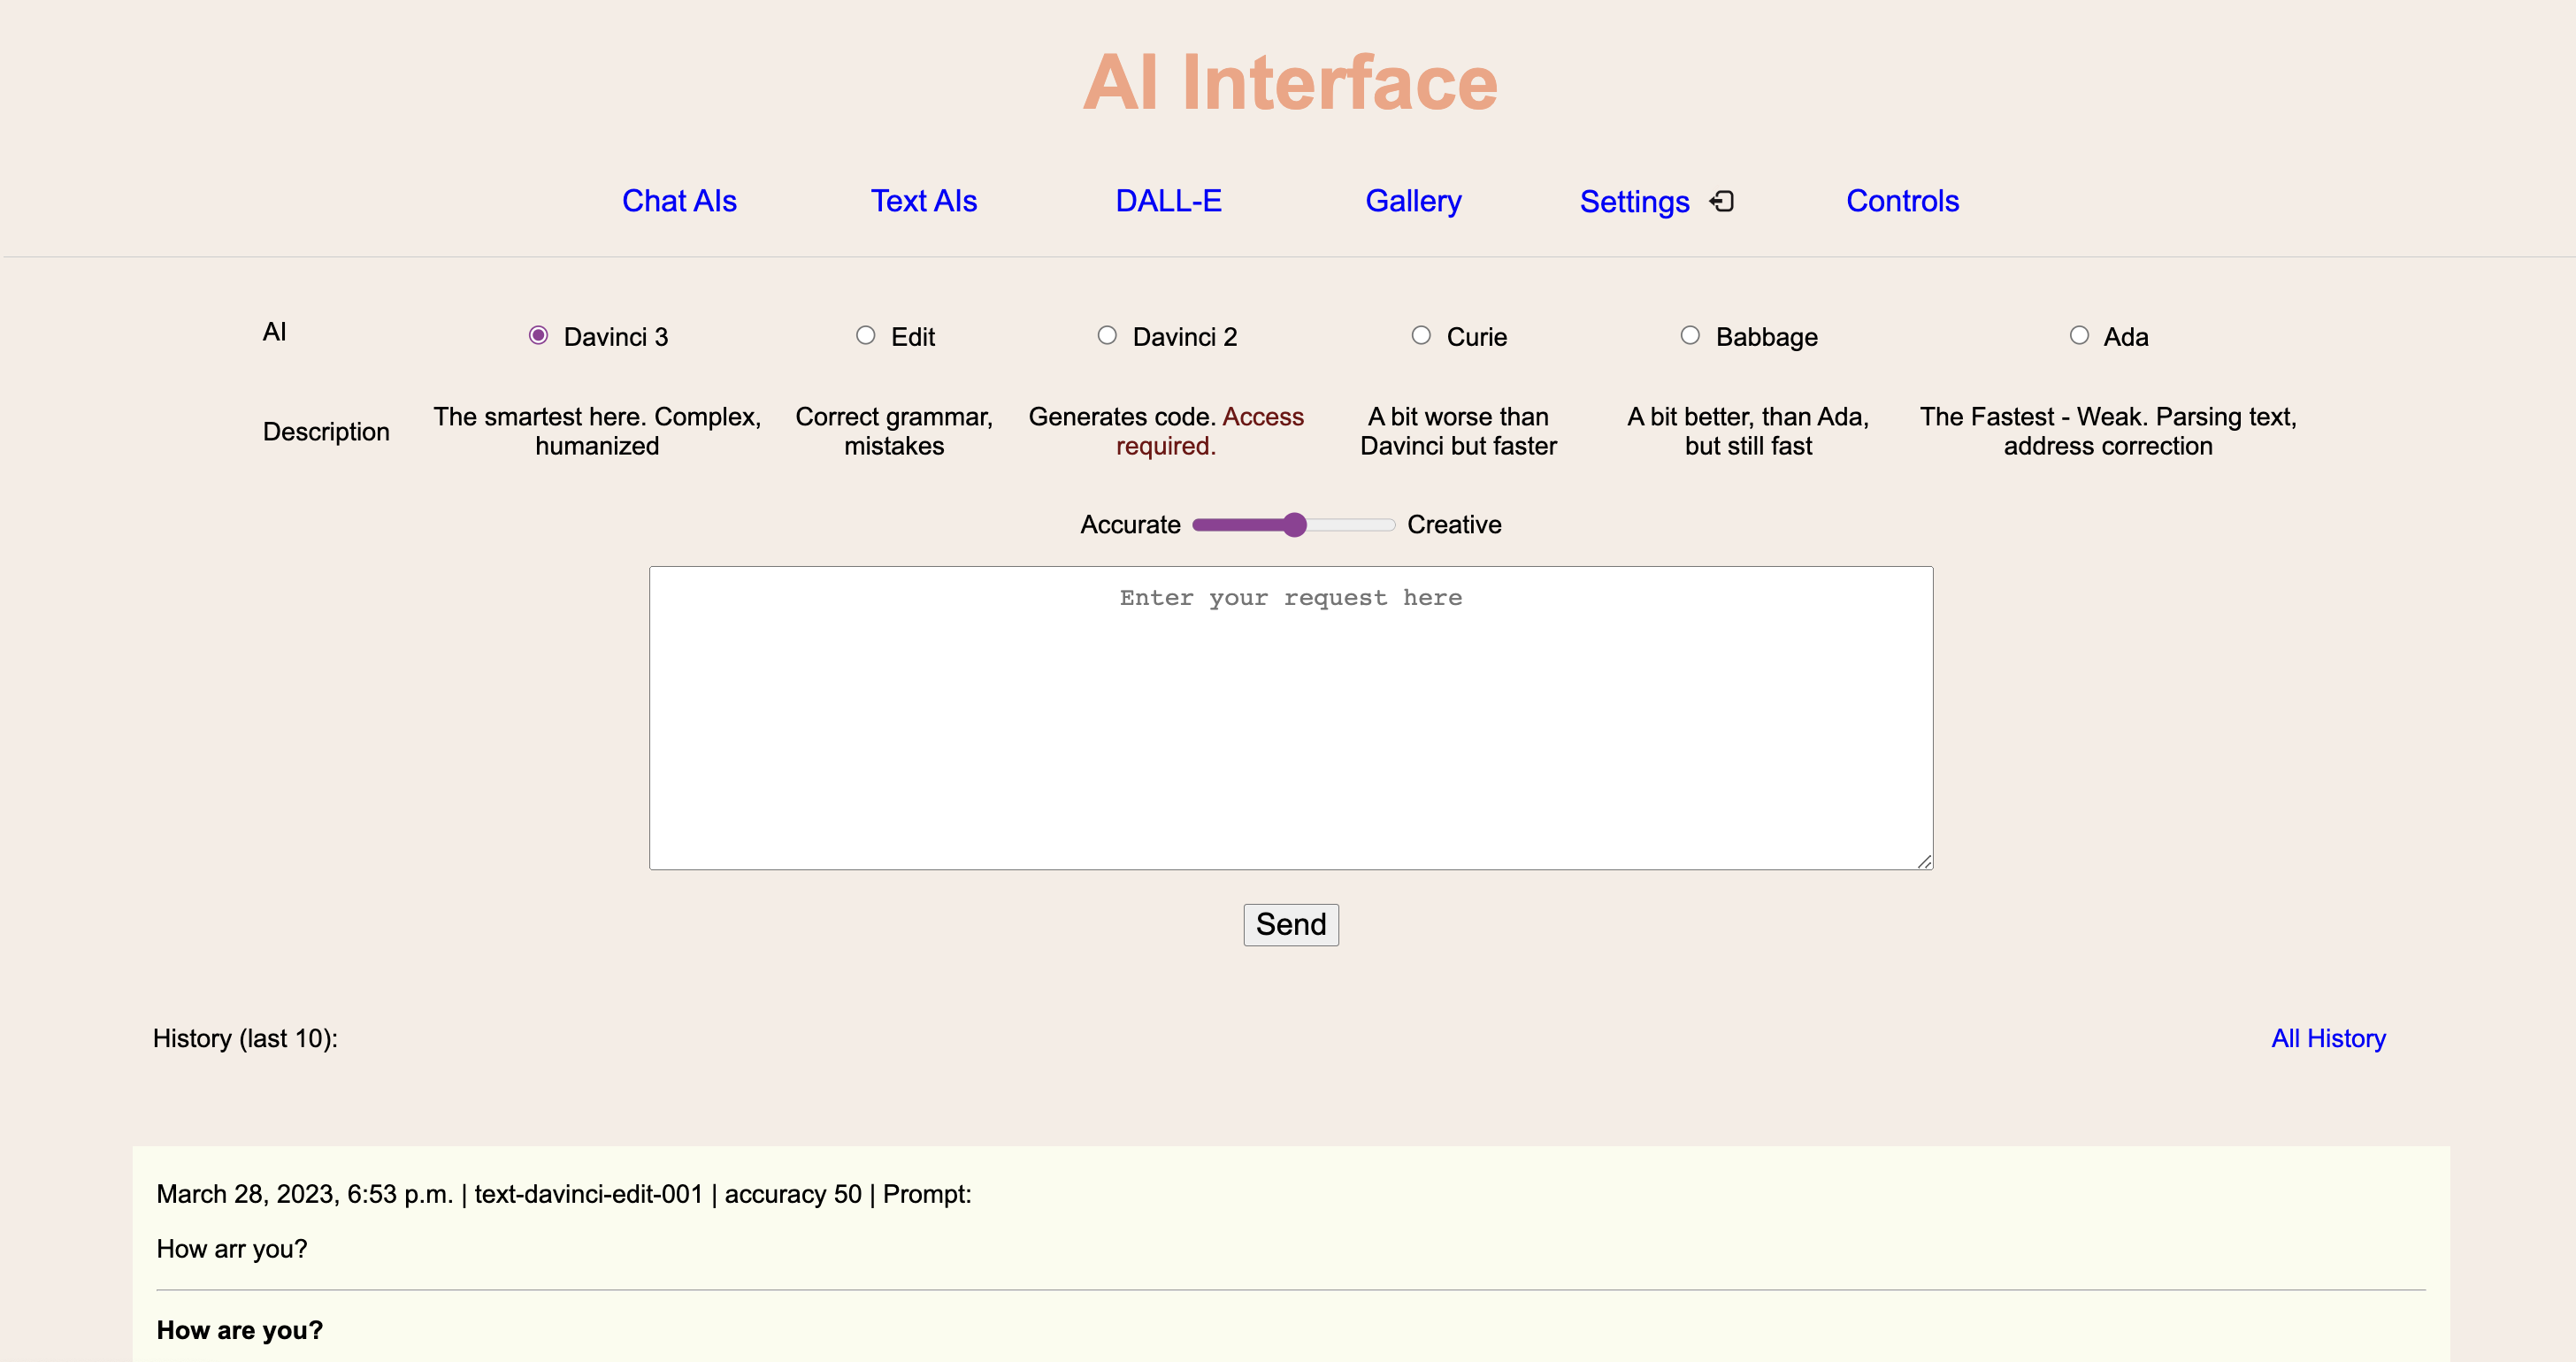 AI Interface
Chat AIs Text AIs DALL-E Gallery Settings Controls
AI Davinci 3 Edit Davinci 2 Curie Babbage Ada
Description The smartest here. Complex, humanized Correct grammar, mistakes Generates code. Access required. A bit worse than Davinci but faster A bit better, than Ada, but still fast The Fastest - Weak. Parsing text, address correction
Accurate Creative
Enter your request here
Send
History (last 10): All History
March 28, 2023, 6:53 p.m. | text-davinci-edit-001 | accuracy 50 | Prompt:
How arr you?
How are you?